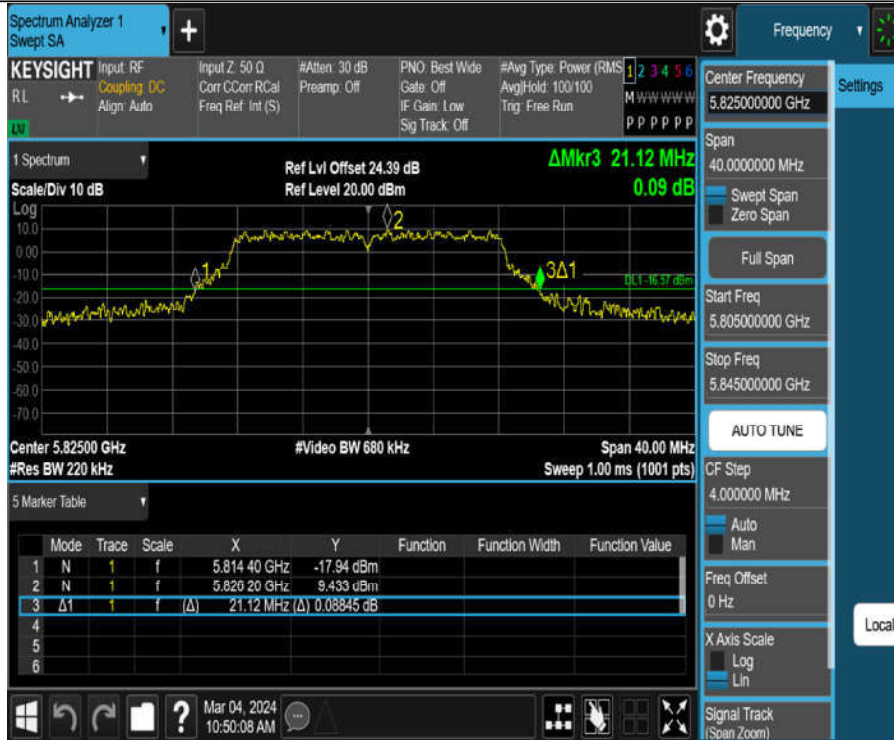 Spectrum Analyzer 1
Swept SA
+
Frequency
KEYSIGHT
RL
LXI
Input: RF
Coupling: DC
Align: Auto
Input Z: 50 Ω
Corr CCorr RCal
Freq Ref: Int (S)
#Atten: 30 dB
Preamp: Off
PNO: Best Wide
Gate: Off
IF Gain: Low
Sig Track: Off
#Avg Type: Power (RMS
Avg|Hold: 100/100
Trig: Free Run
1 2 3 4 5 6
M W W W W W
P P P P P P
1 Spectrum
Scale/Div 10 dB
Ref Lvl Offset 24.39 dB
Ref Level 20.00 dBm
ΔMkr3 21.12 MHz
0.09 dB
Log
10.0
0.00
-10.0
-20.0
-30.0
-40.0
-50.0
-60.0
-70.0
1
2
3Δ1
DL1 -16.57 dBm
Center 5.82500 GHz
#Res BW 220 kHz
#Video BW 680 kHz
Span 40.00 MHz
Sweep 1.00 ms (1001 pts)
5 Marker Table
Mode Trace Scale X Y Function Function Width Function Value
1 N 1 f 5.814 40 GHz -17.94 dBm
2 N 1 f 5.826 20 GHz 9.433 dBm
3 Δ1 1 f (Δ) 21.12 MHz (Δ) 0.08845 dB
4
5
6
Mar 04, 2024
10:50:08 AM
Center Frequency
5.825000000 GHz
Span
40.0000000 MHz
Swept Span
Zero Span
Full Span
Start Freq
5.805000000 GHz
Stop Freq
5.845000000 GHz
AUTO TUNE
CF Step
4.000000 MHz
Auto
Man
Freq Offset
0 Hz
X Axis Scale
Log
Lin
Signal Track
(Span Zoom)
Settings
Local